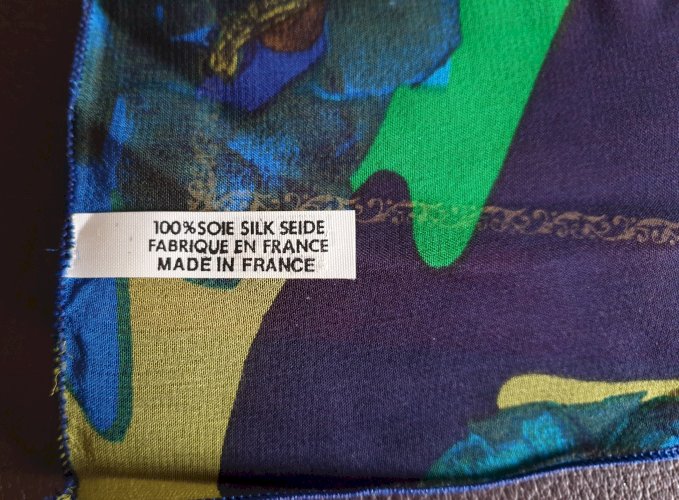 100% SOIE SILK SEIDE
FABRIQUE EN FRANCE
MADE IN FRANCE